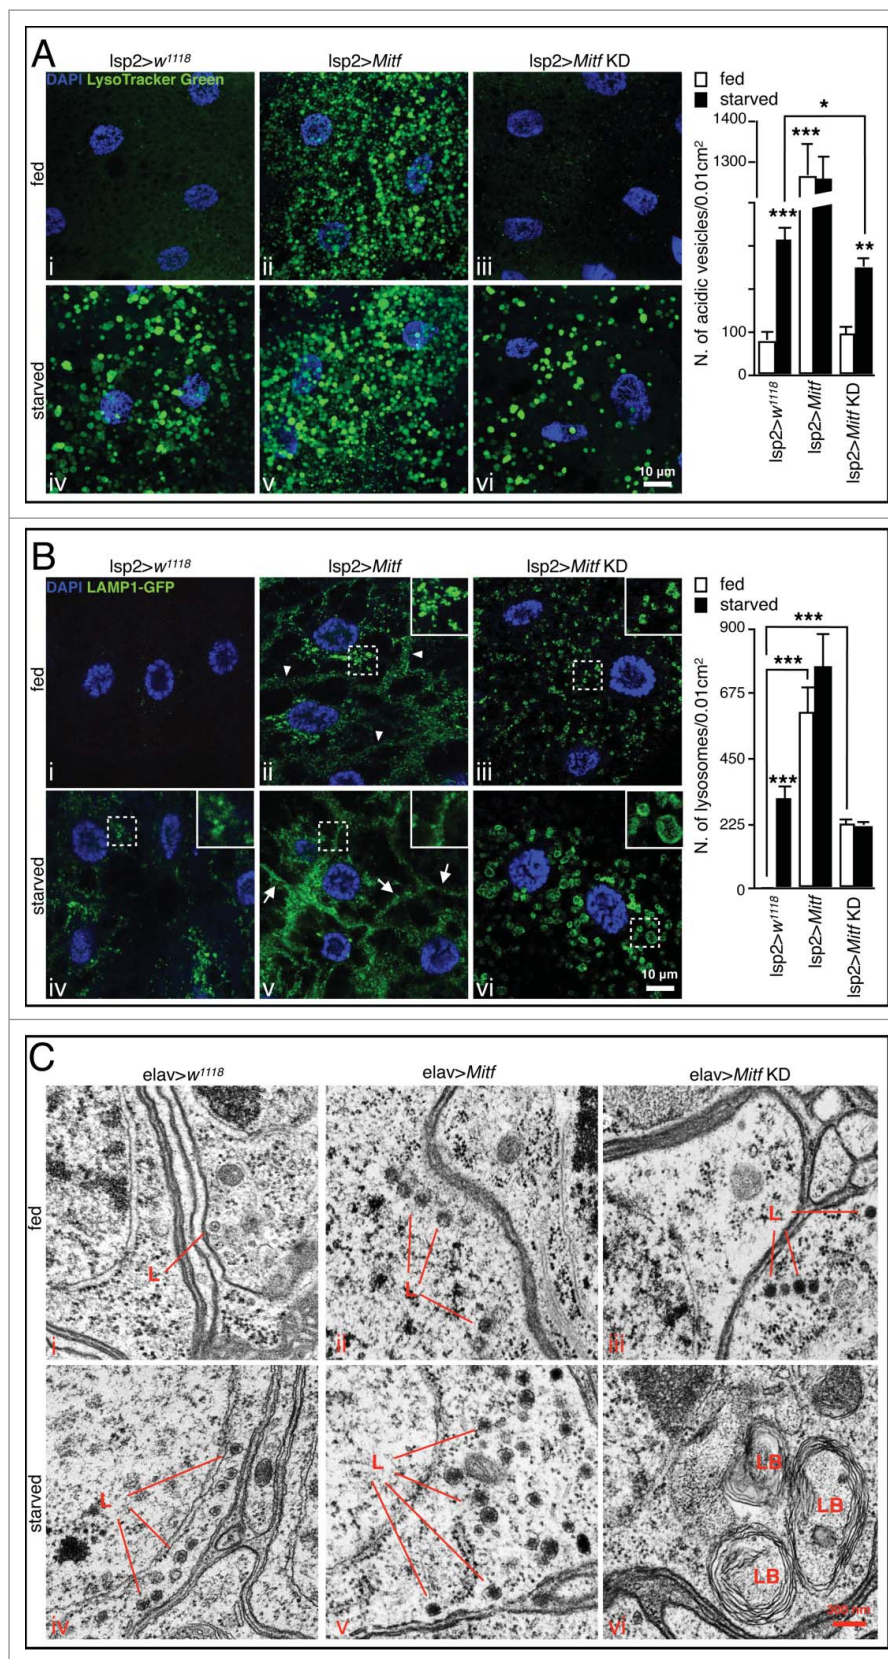 A
lsp2>w1118 lsp2>Mitf lsp2>Mitf KD
DAPI LysoTracker Green
fed
i
ii
iii
starved
iv
v
vi
10 µm
fed
starved
N. of acidic vesicles/0.01cm2
1400
1300
100
0
*
***
***
**
lsp2>w1118
lsp2>Mitf
lsp2>Mitf KD
B
lsp2>w1118 lsp2>Mitf lsp2>Mitf KD
DAPI LAMP1-GFP
fed
i
ii
iii
starved
iv
v
vi
10 µm
fed
starved
N. of lysosomes/0.01cm2
900
675
450
225
0
***
***
***
lsp2>w1118
lsp2>Mitf
lsp2>Mitf KD
C
elav>w1118 elav>Mitf elav>Mitf KD
fed
L
i
L
ii
L
iii
starved
L
iv
L
v
LB
LB
LB
vi
200 nm